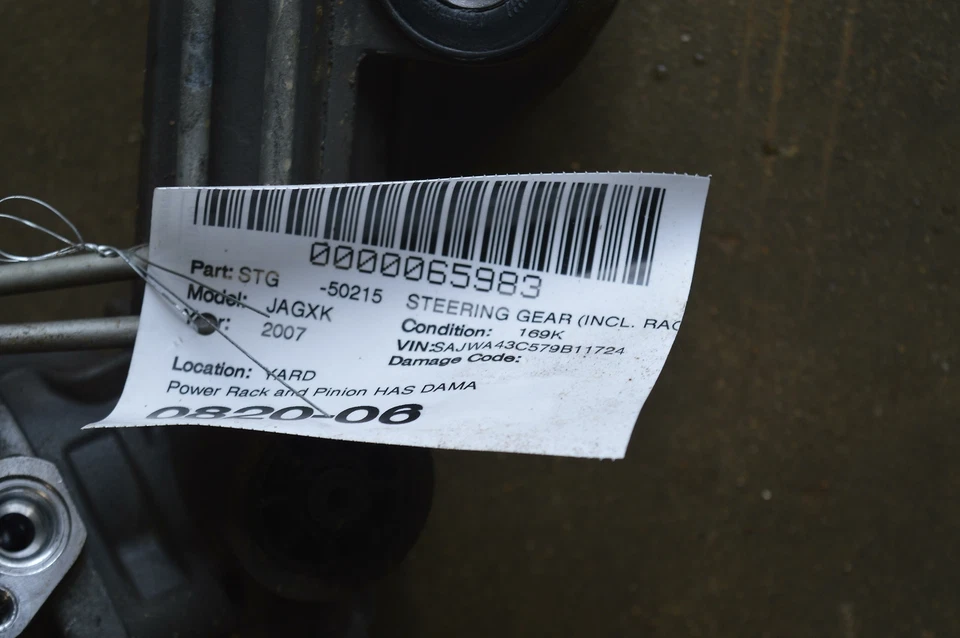 0000065983
Part: STG -50215 STEERING GEAR (INCL. RAC
Model: JAGXK Condition: 169K
r: 2007 VIN:SAJWA43C579B11724
Damage Code:
Location: YARD
Power Rack and Pinion HAS DAMA
0820-06